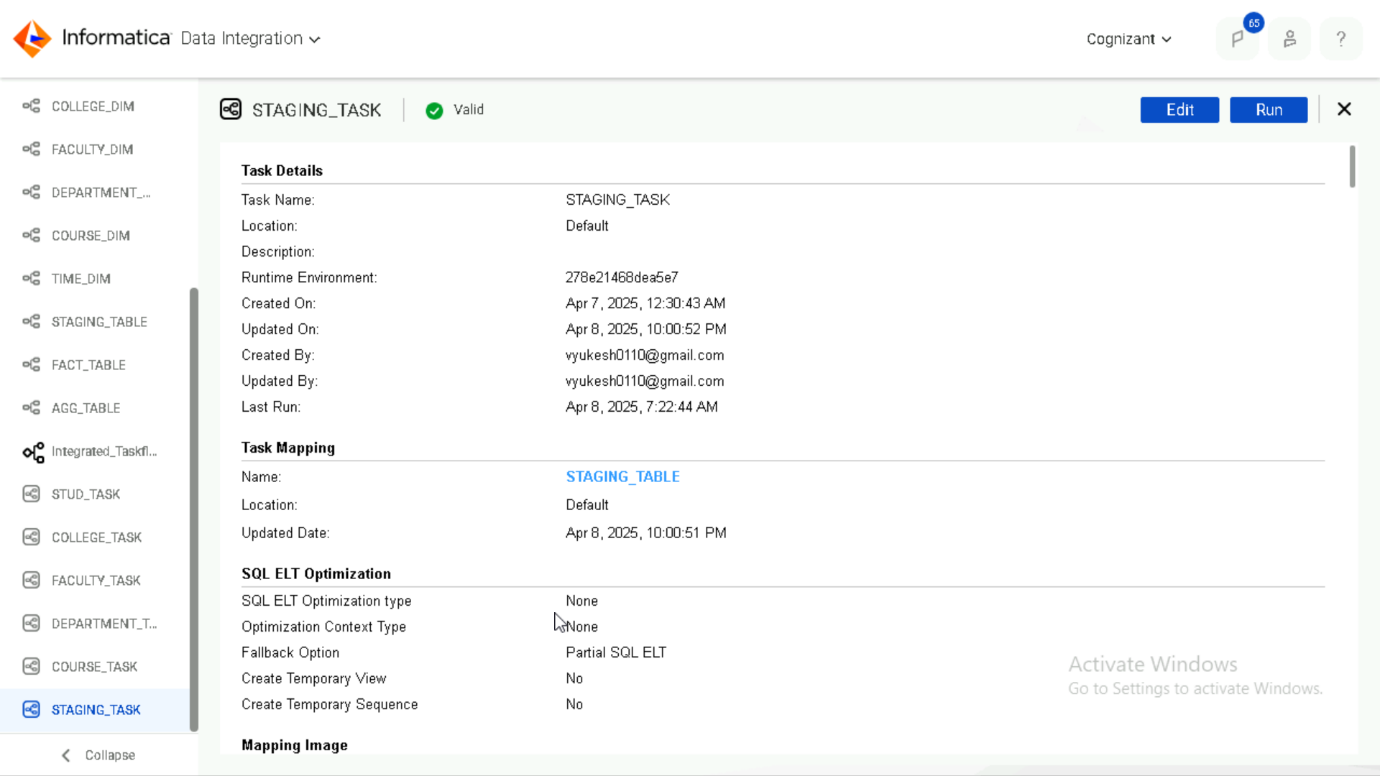 Informatica Data Integration
Cognizant
65
?
COLLEGE_DIM
FACULTY_DIM
DEPARTMENT_...
COURSE_DIM
TIME_DIM
STAGING_TABLE
FACT_TABLE
AGG_TABLE
Integrated_Taskfl...
STUD_TASK
COLLEGE_TASK
FACULTY_TASK
DEPARTMENT_T...
COURSE_TASK
STAGING_TASK
Collapse
STAGING_TASK Valid Edit Run
Task Details
Task Name: STAGING_TASK
Location: Default
Description:
Runtime Environment: 278e21468dea5e7
Created On: Apr 7, 2025, 12:30:43 AM
Updated On: Apr 8, 2025, 10:00:52 PM
Created By: vyukesh0110@gmail.com
Updated By: vyukesh0110@gmail.com
Last Run: Apr 8, 2025, 7:22:44 AM
Task Mapping
Name: STAGING_TABLE
Location: Default
Updated Date: Apr 8, 2025, 10:00:51 PM
SQL ELT Optimization
SQL ELT Optimization type None
Optimization Context Type None
Fallback Option Partial SQL ELT
Create Temporary View No
Create Temporary Sequence No
Mapping Image
Activate Windows
Go to Settings to activate Windows.